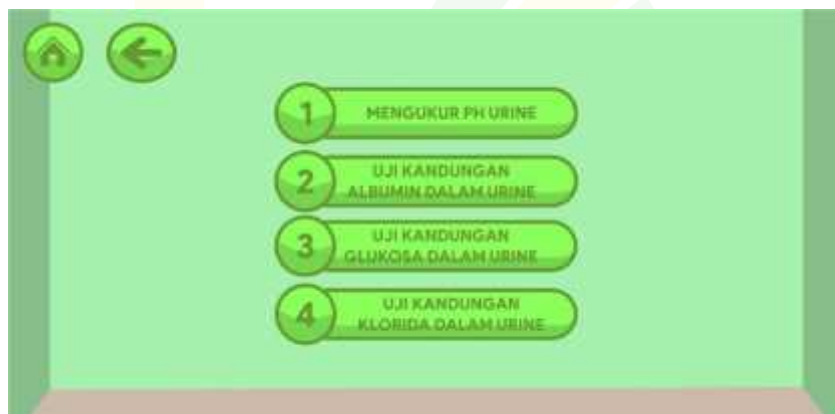 1 MENGUKUR PH URINE
2 UJI KANDUNGAN
ALBUMIN DALAM URINE
3 UJI KANDUNGAN
GLUKOSA DALAM URINE
4 UJI KANDUNGAN
KLORIDA DALAM URINE